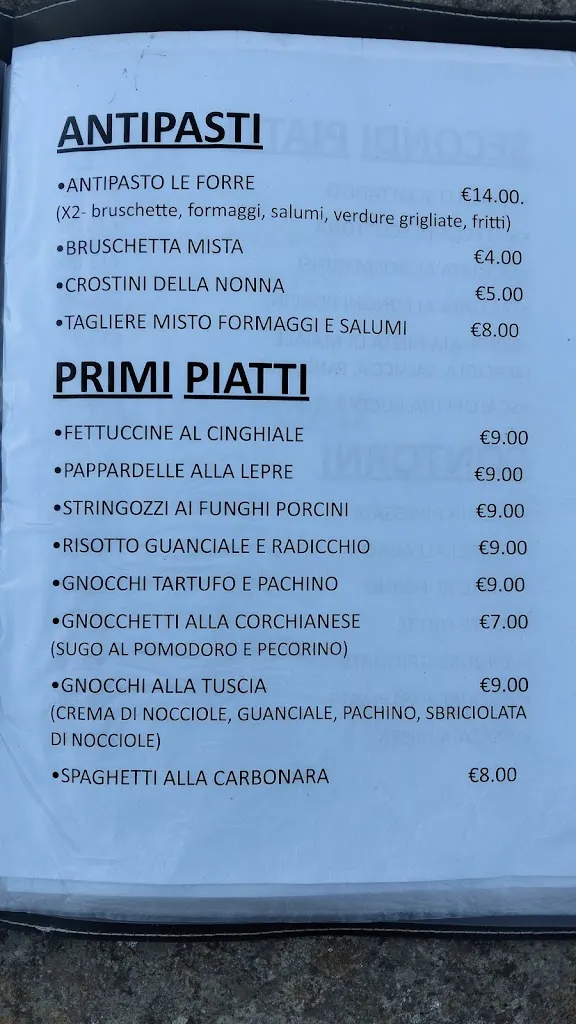 ANTIPASTI
•ANTIPASTO LE FORRE €14.00.
(X2- bruschette, formaggi, salumi, verdure grigliate, fritti)
•BRUSCHETTA MISTA €4.00
•CROSTINI DELLA NONNA €5.00
•TAGLIERE MISTO FORMAGGI E SALUMI €8.00
PRIMI PIATTI
•FETTUCCINE AL CINGHIALE €9.00
•PAPPARDELLE ALLA LEPRE €9.00
•STRINGOZZI AI FUNGHI PORCINI €9.00
•RISOTTO GUANCIALE E RADICCHIO €9.00
•GNOCCHI TARTUFO E PACHINO €9.00
•GNOCCHETTI ALLA CORCHIANESE €7.00
(SUGO AL POMODORO E PECORINO)
•GNOCCHI ALLA TUSCIA €9.00
(CREMA DI NOCCIOLE, GUANCIALE, PACHINO, SBRICIOLATA
DI NOCCIOLE)
•SPAGHETTI ALLA CARBONARA €8.00